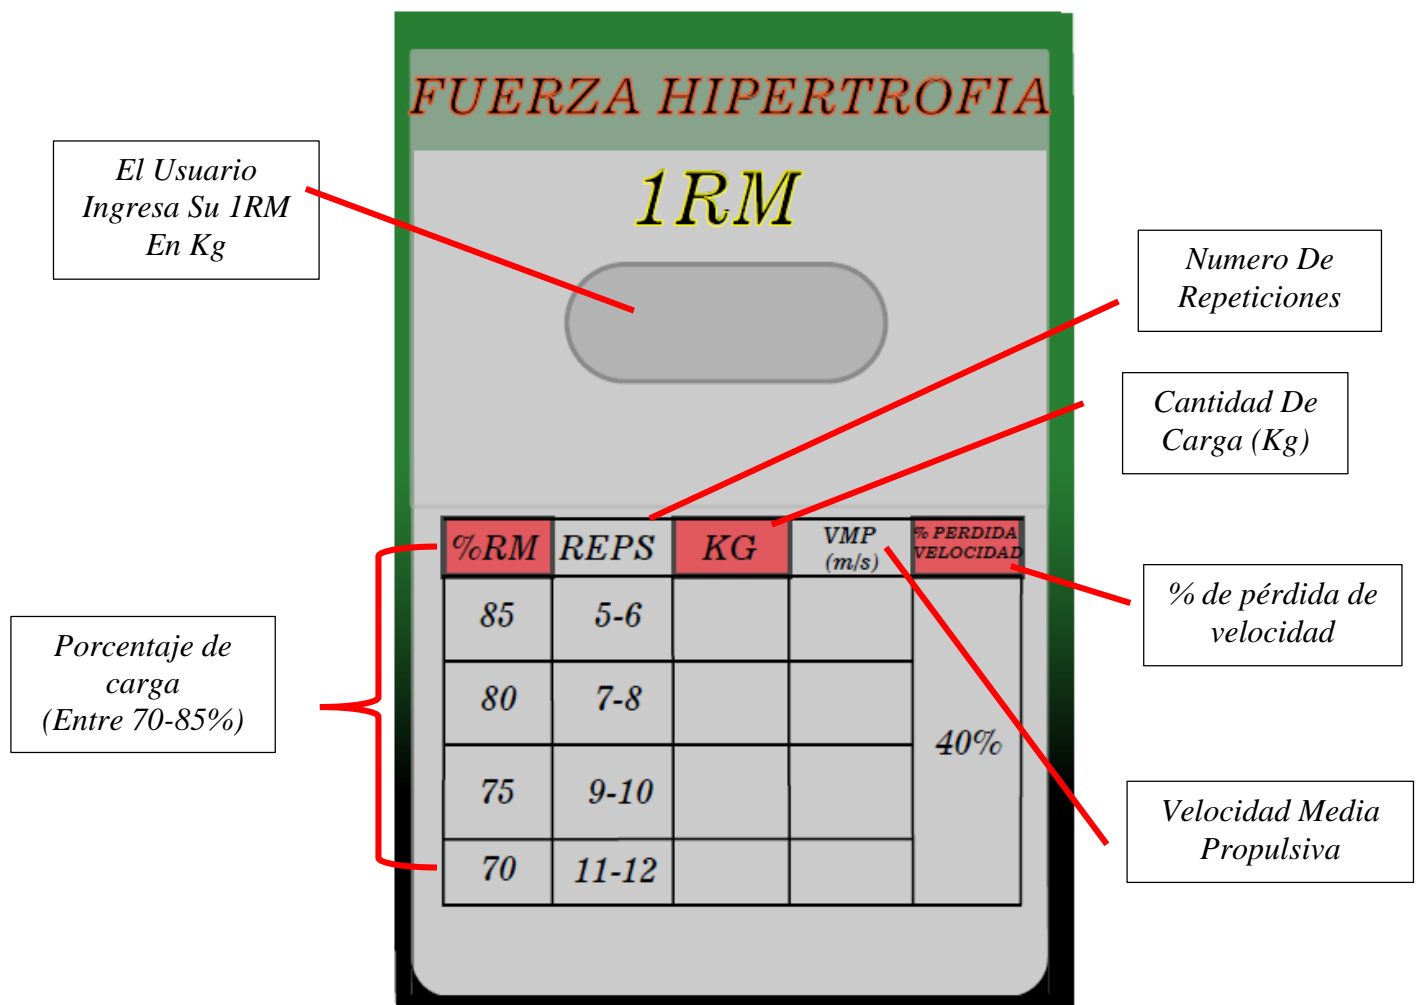 FUERZA HIPERTROFIA
1RM
El Usuario
Ingresa Su 1RM
En Kg
Numero De
Repeticiones
Cantidad De
Carga (Kg)
% de pérdida de
velocidad
Velocidad Media
Propulsiva
Porcentaje de
carga
(Entre 70-85%)
%RM REPS KG VMP (m/s) % PERDIDA VELOCIDAD
85 5-6
80 7-8
40%
75 9-10
70 11-12